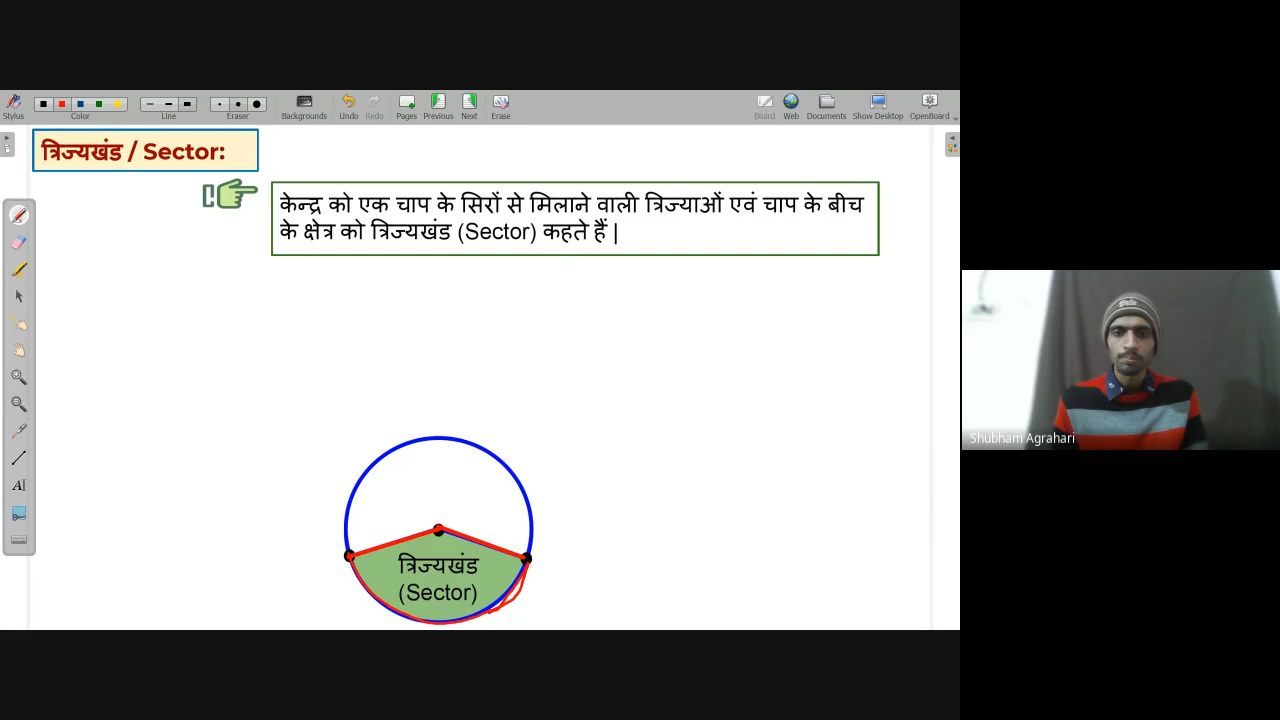 Stylus
Color
Line
Eraser
Backgrounds
Undo
Redo
Pages
Previous
Next
Erase
Board
Web
Documents
Show Desktop
OpenBoard
त्रिज्यखंड / Sector:
केन्द्र को एक चाप के सिरों से मिलाने वाली त्रिज्याओं एवं चाप के बीच
के क्षेत्र को त्रिज्यखंड (Sector) कहते हैं |
त्रिज्यखंड
(Sector)
Shubham Agrahari